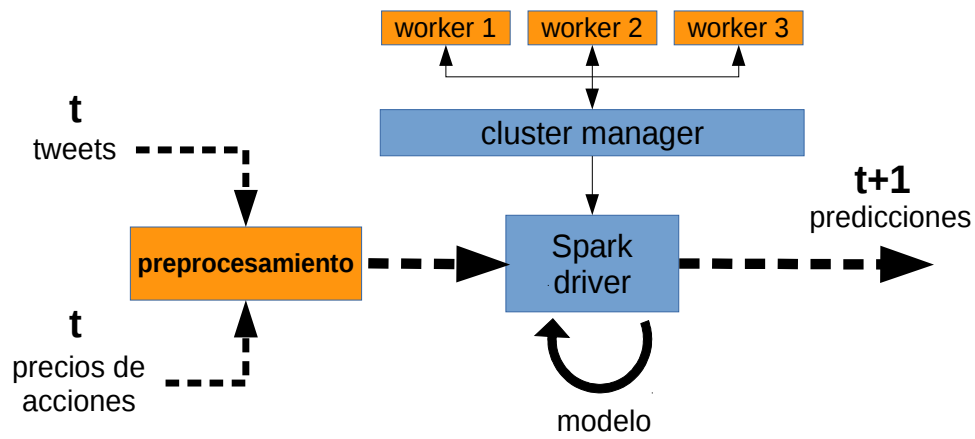 worker 1
worker 2
worker 3
cluster manager
t
tweets
t+1
predicciones
preprocesamiento
Spark
driver
t
precios de
acciones
modelo